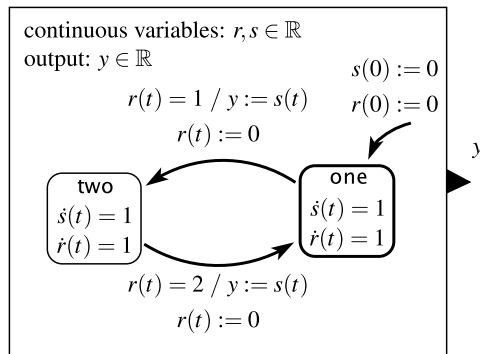 continuous variables: r, s ∈ ℝ
output: y ∈ ℝ
s(0) := 0
r(0) := 0
r(t) = 1 / y := s(t)
r(t) := 0
y
two
ṡ(t) = 1
ṙ(t) = 1
one
ṡ(t) = 1
ṙ(t) = 1
r(t) = 2 / y := s(t)
r(t) := 0